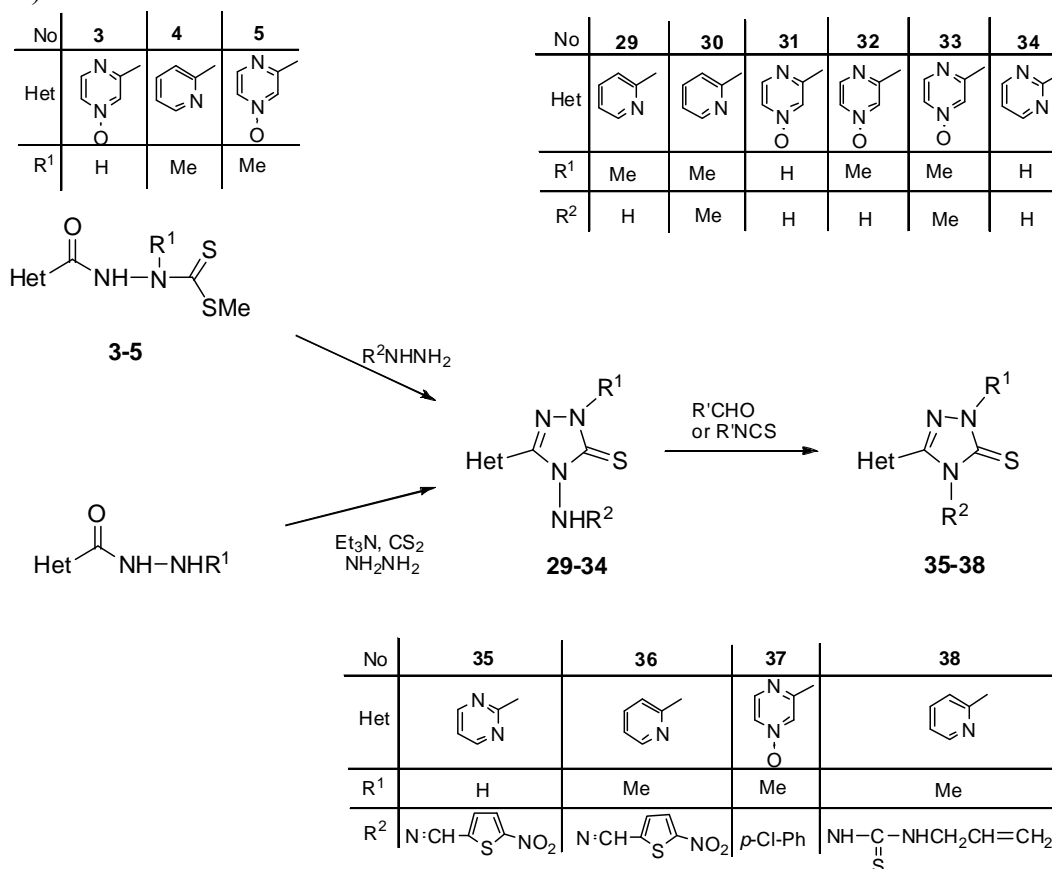 No 3 4 5
Het N N O N N N O
R1 H Me Me
No 29 30 31 32 33 34
Het N N N N O N N O N N O N N
R1 Me Me H Me Me H
R2 H Me H H Me H
O R1 S
Het NH N SMe
3-5
R2NHNH2
R'CHO
or R'NCS
N N R1
Het N S
NHR2
29-34
N N R1
Het N S
R2
35-38
O
Het NH NHR1
Et3N, CS2
NH2NH2
No 35 36 37 38
Het N N N N N O N
R1 H Me Me Me
R2 N=CH S NO2 N=CH S NO2 p-Cl-Ph NH-C-NH-CH2CH=CH2
S